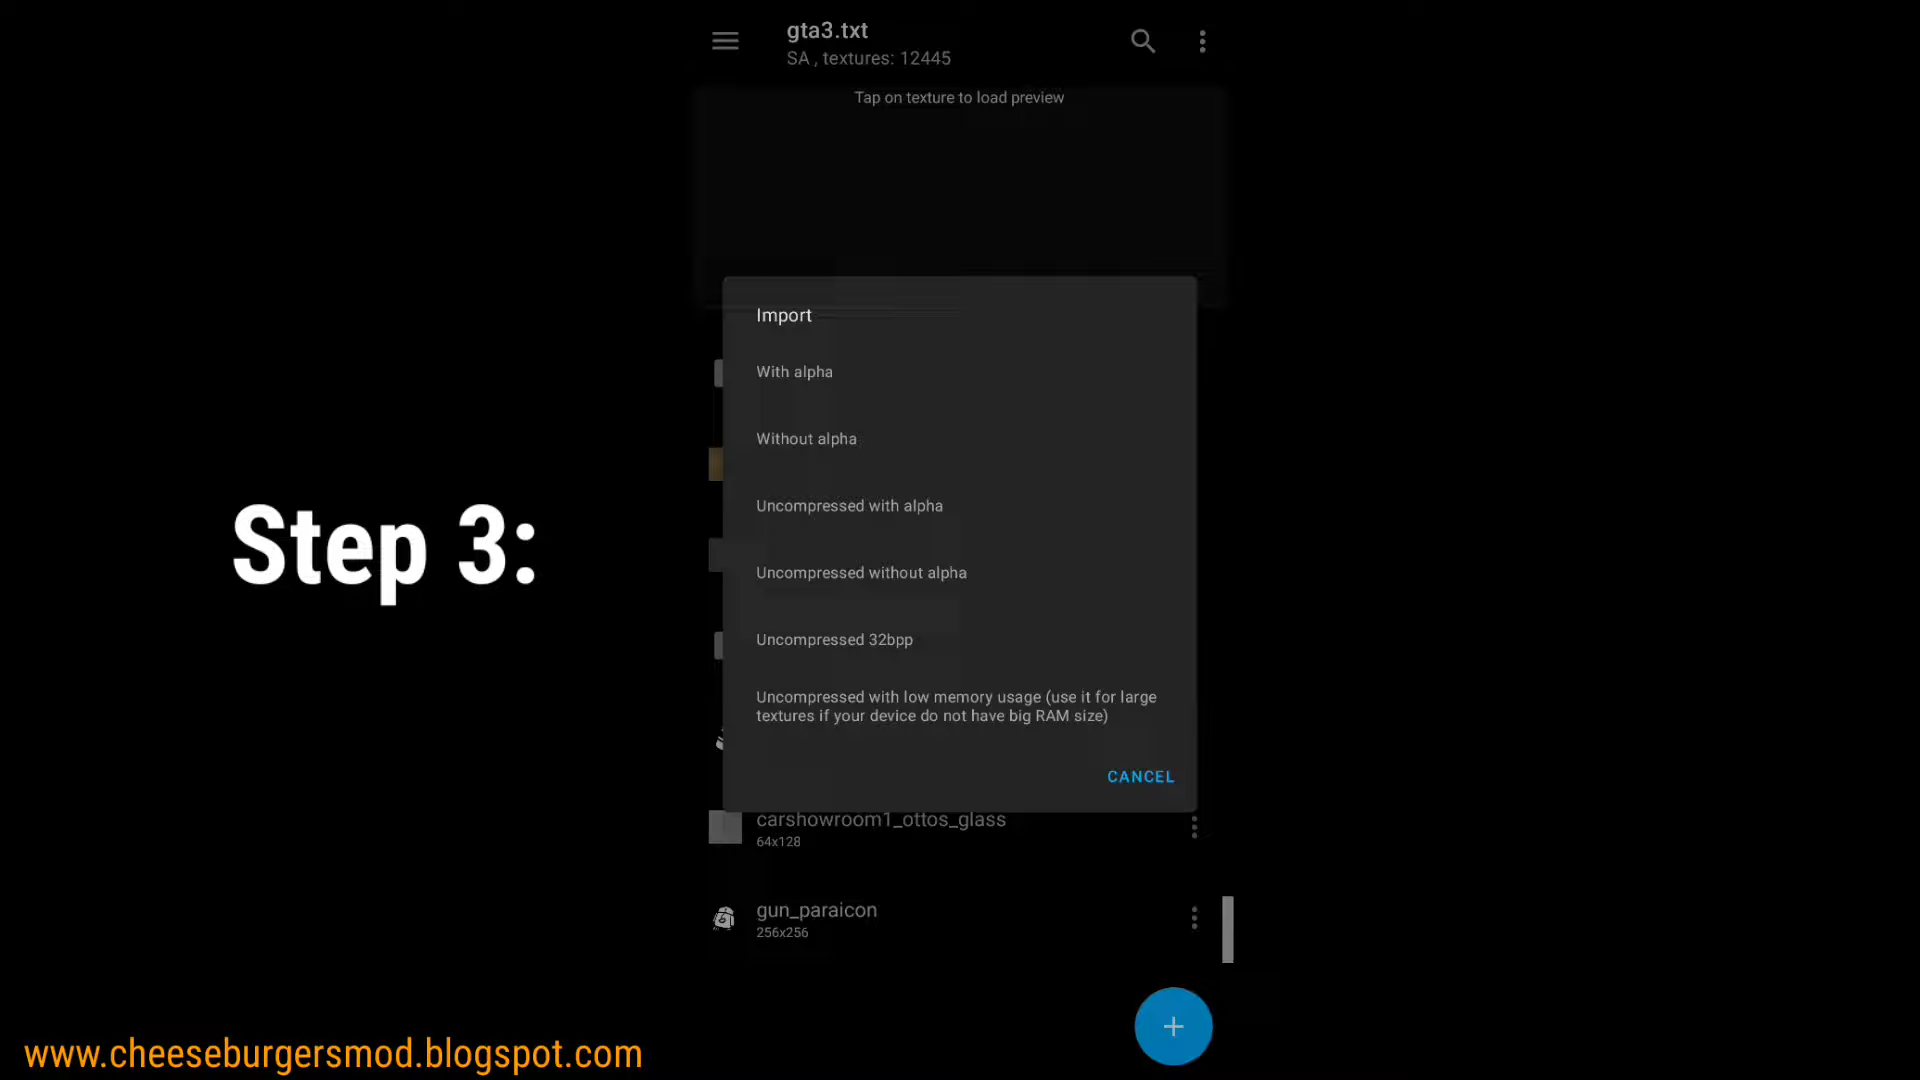 gta3.txt
SA , textures: 12445
Tap on texture to load preview
Import
With alpha
Without alpha
Uncompressed with alpha
Uncompressed without alpha
Uncompressed 32bpp
Uncompressed with low memory usage (use it for large
textures if your device do not have big RAM size)
CANCEL
carshowroom1_ottos_glass
64x128
gun_paraicon
256x256
Step 3:
www.cheeseburgersmod.blogspot.com